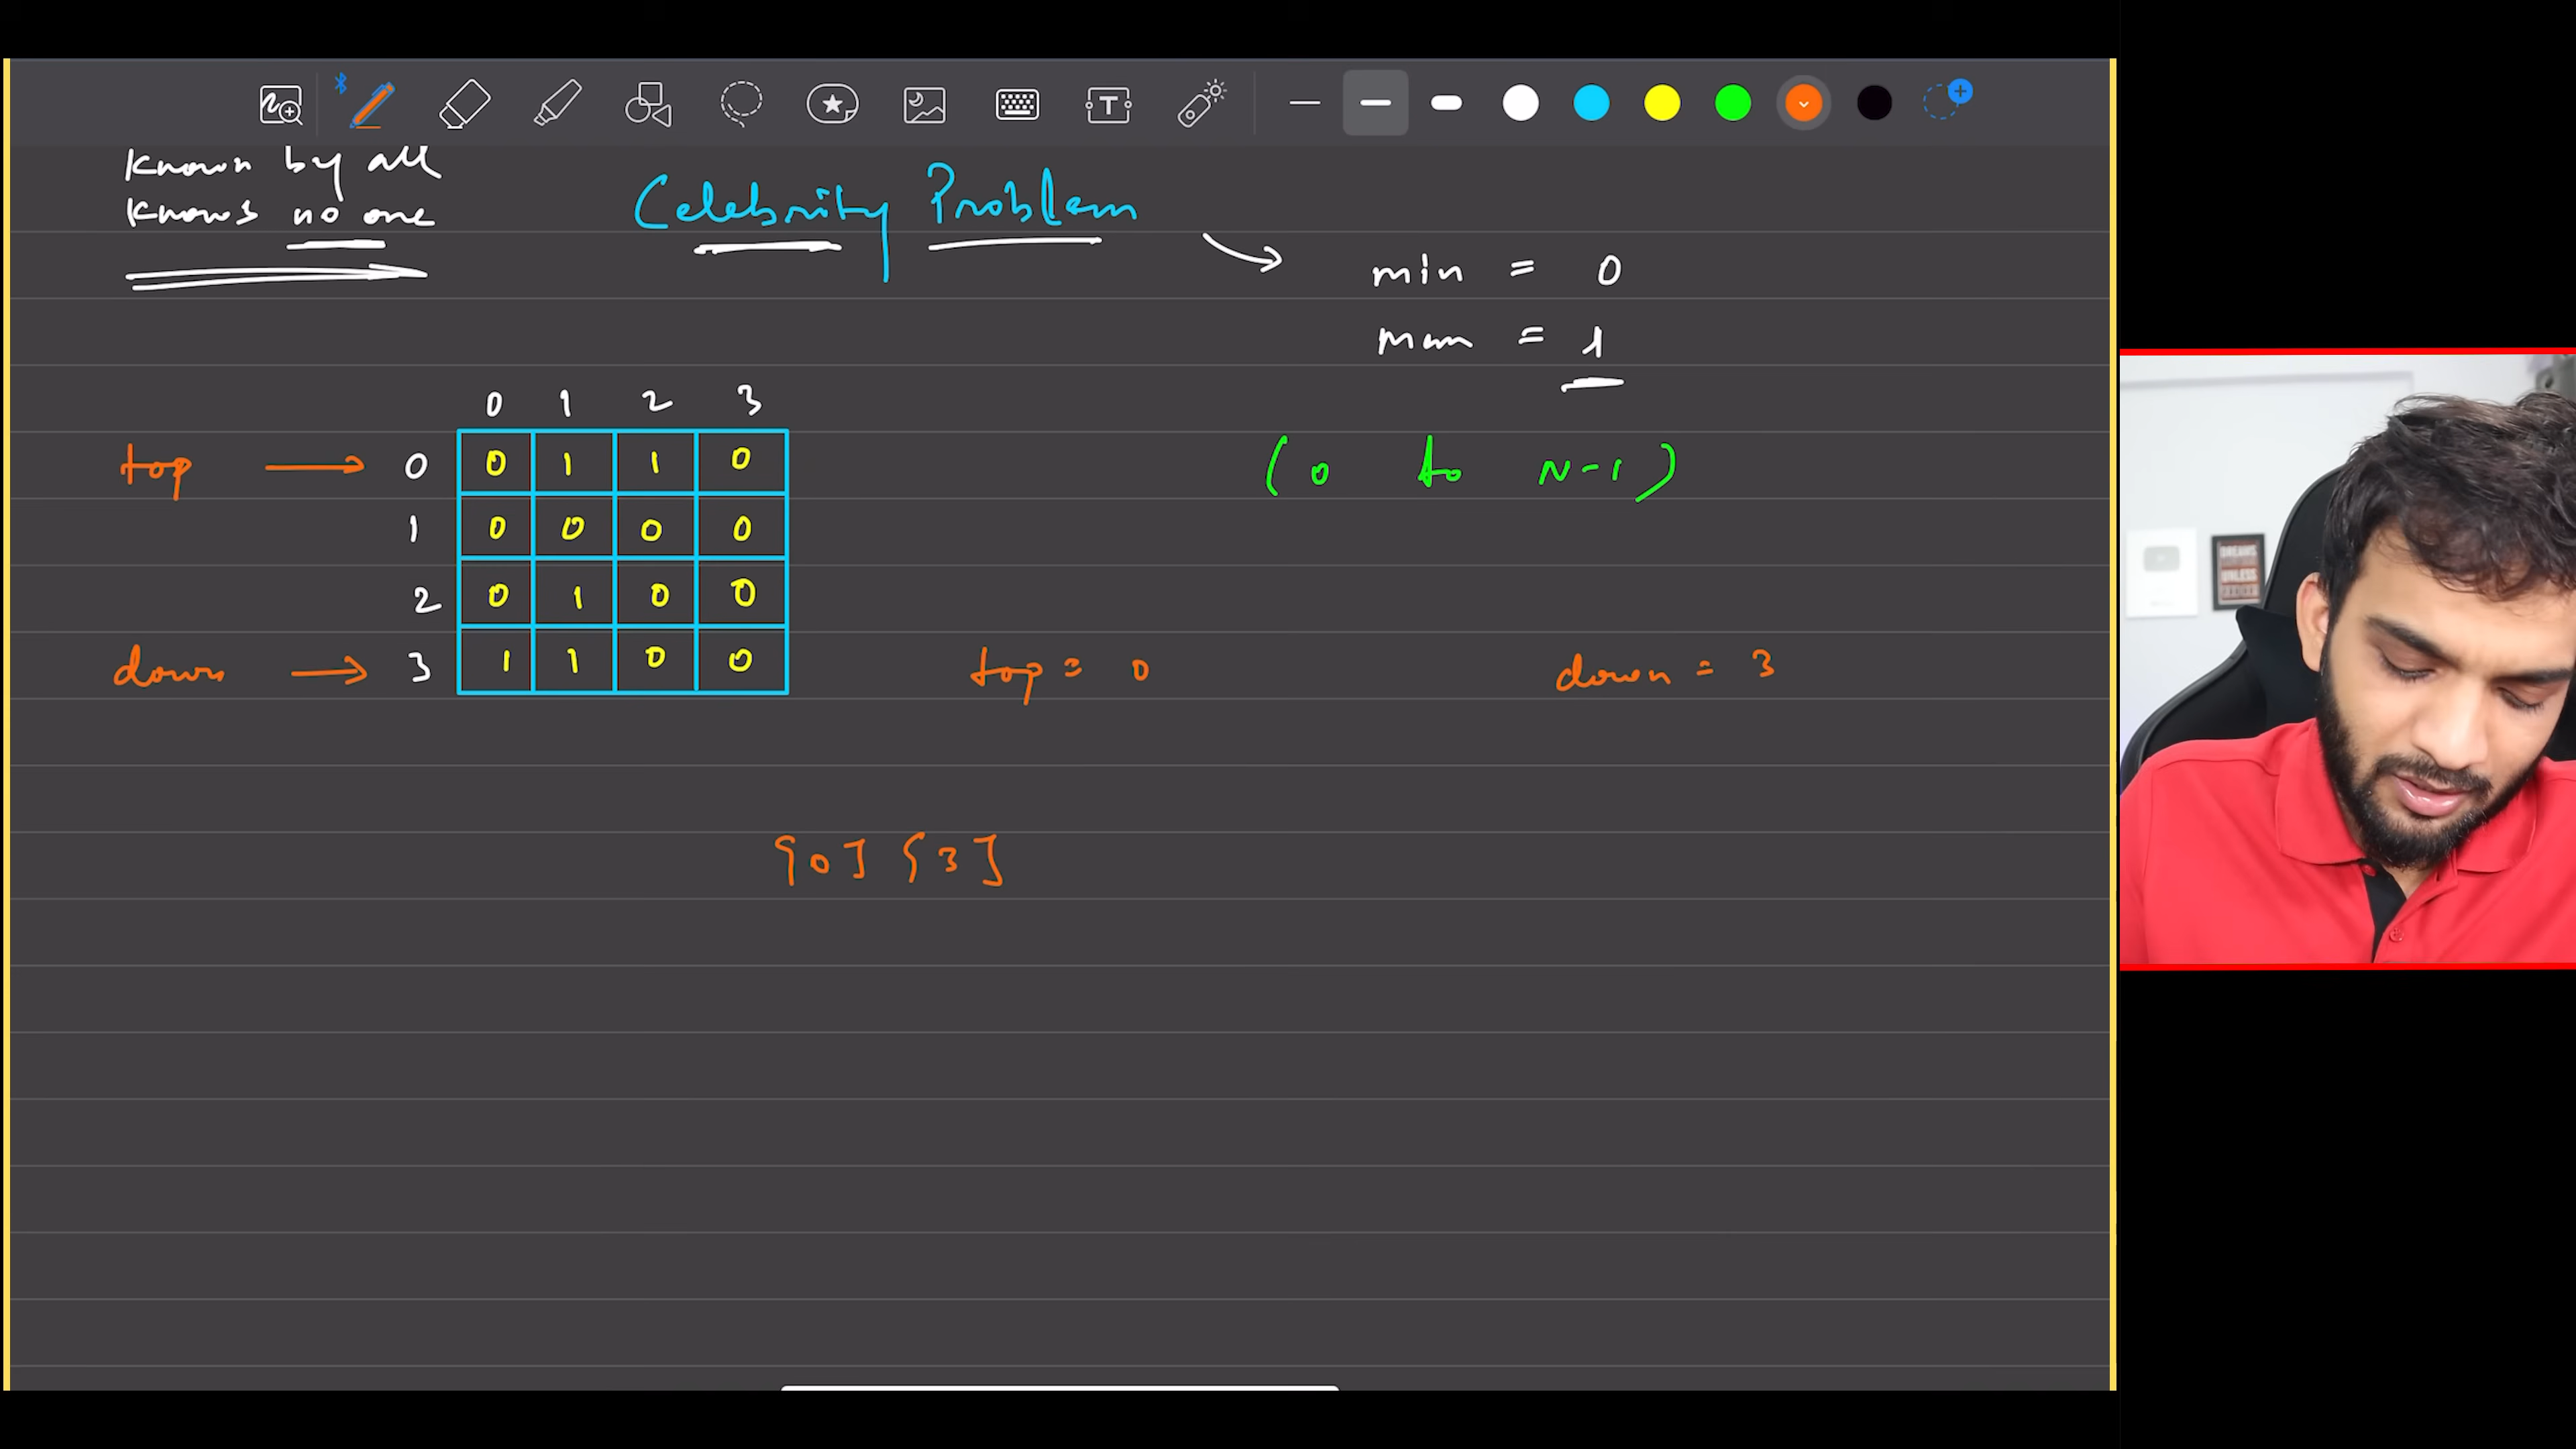 Known by all
Knows no one
Celebrity Problem
min = 0
max = 1
0 1 2 3
top → 0 0 1 1 0
(0 to N-1)
1 0 0 0 0
2 0 1 0 0
down → 3 1 1 0 0
top = 0
down = 3
[0] [3]